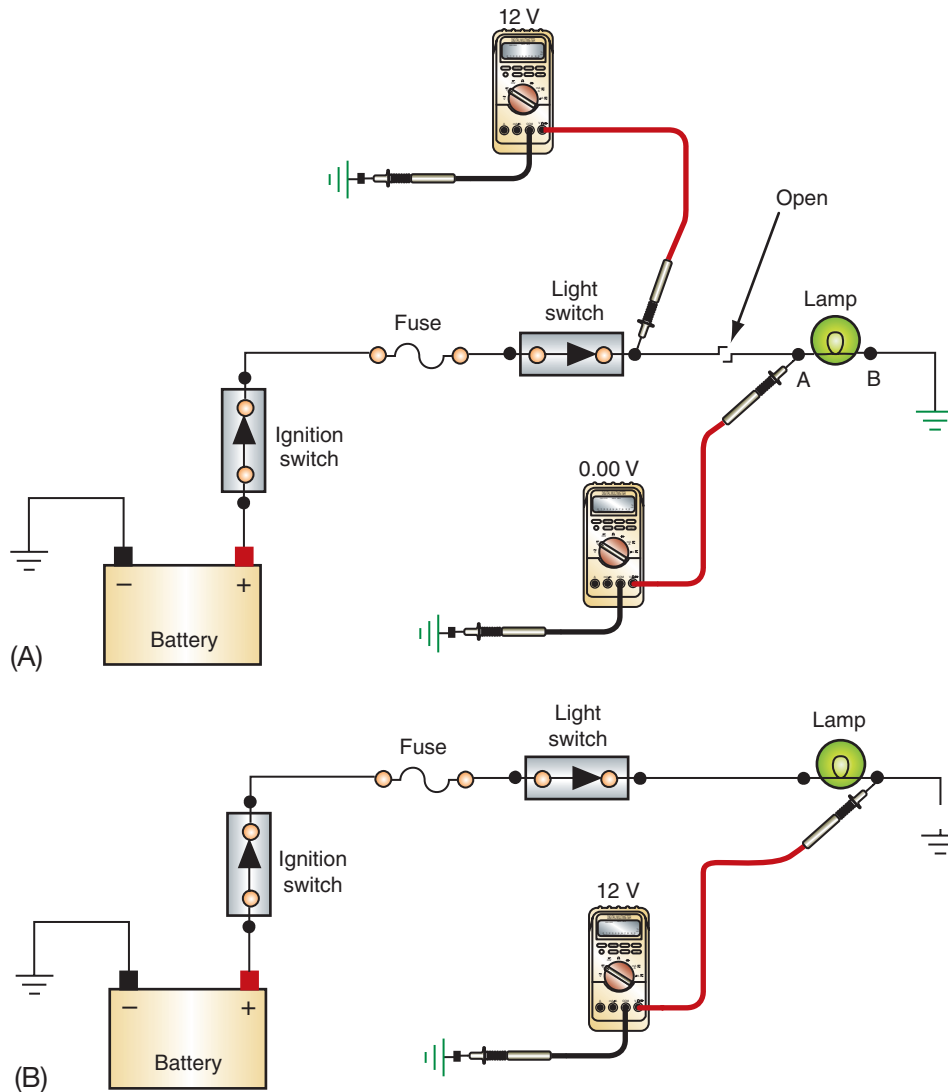 12 V
Open
Light
switch
Lamp
Fuse
A
B
Ignition
switch
0.00 V
− +
Battery
(A)
Light
switch
Lamp
Fuse
Ignition
switch
12 V
− +
Battery
(B)